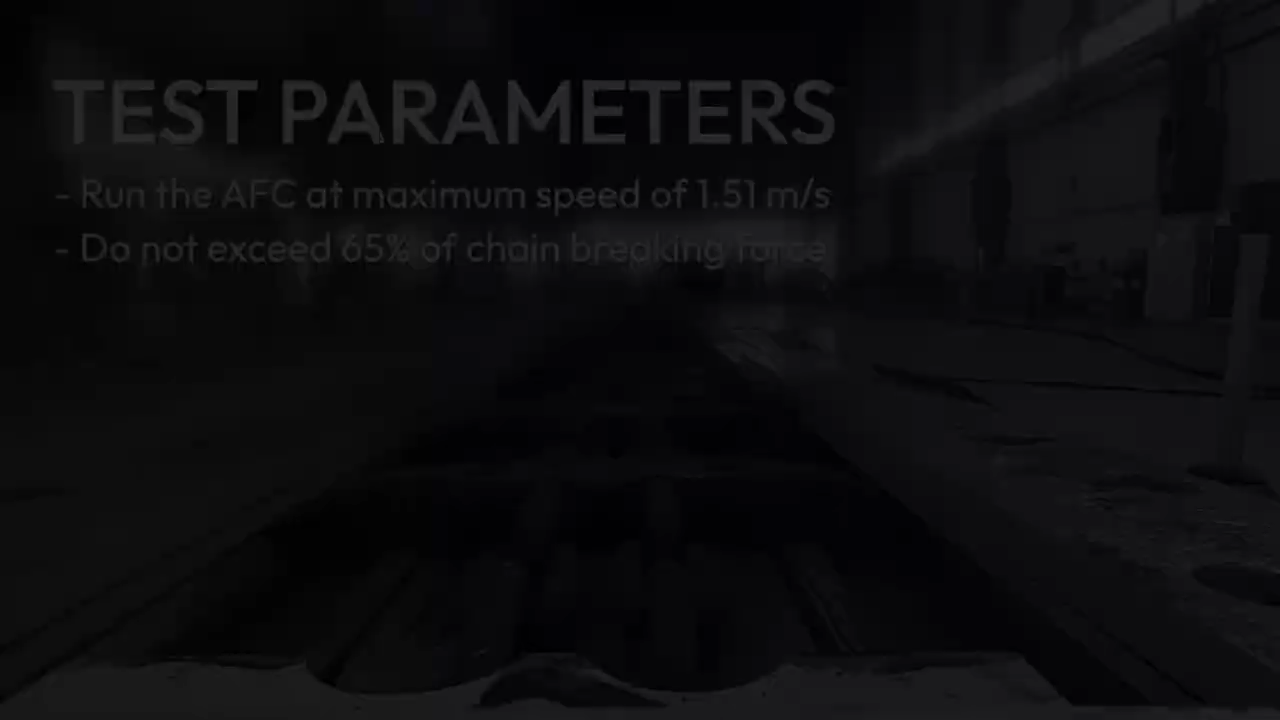 TEST PARAMETERS
- Run the AFC at maximum speed of 1.51 m/s
- Do not exceed 65% of chain breaking force